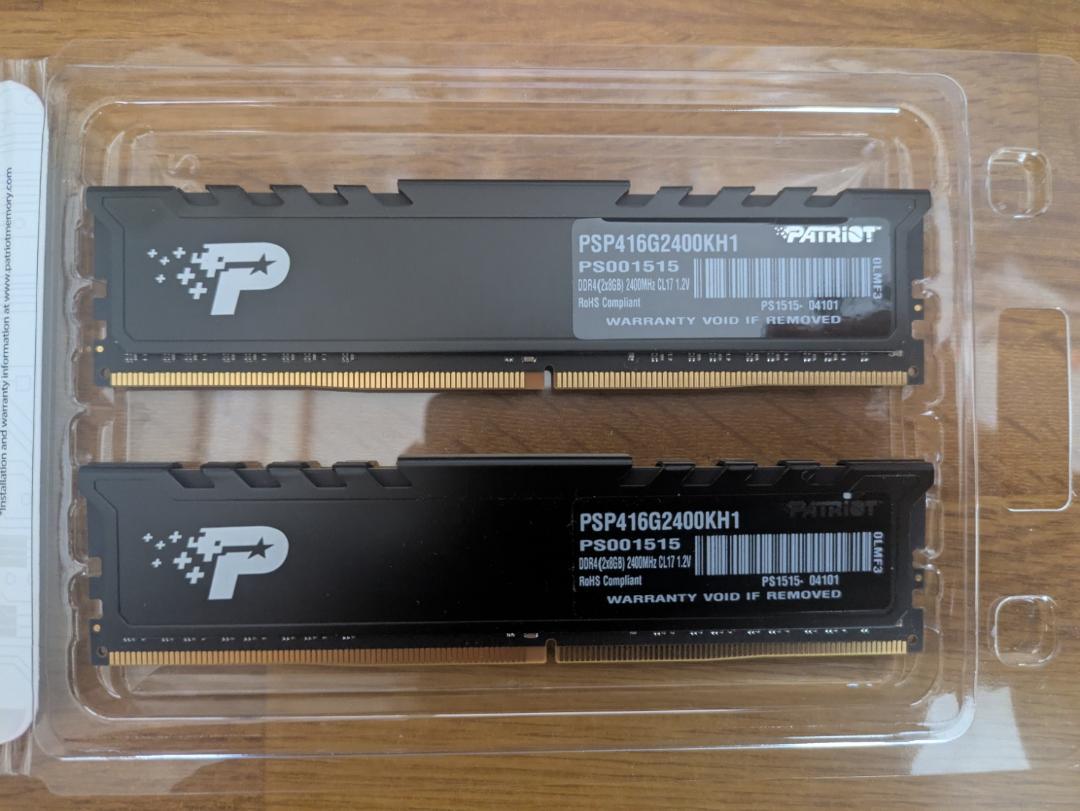 *Installation and warranty information at www.patriotmemory.com
PATRIOT
PSP416G2400KH1
PS001515
DDR4(2x8GB) 2400MHz CL17 1.2V
RoHS Compliant
0LMF3
PS1515- 04101
WARRANTY VOID IF REMOVED
PATRIOT
PSP416G2400KH1
PS001515
DDR4(2x8GB) 2400MHz CL17 1.2V
RoHS Compliant
0LMF3
PS1515- 04101
WARRANTY VOID IF REMOVED